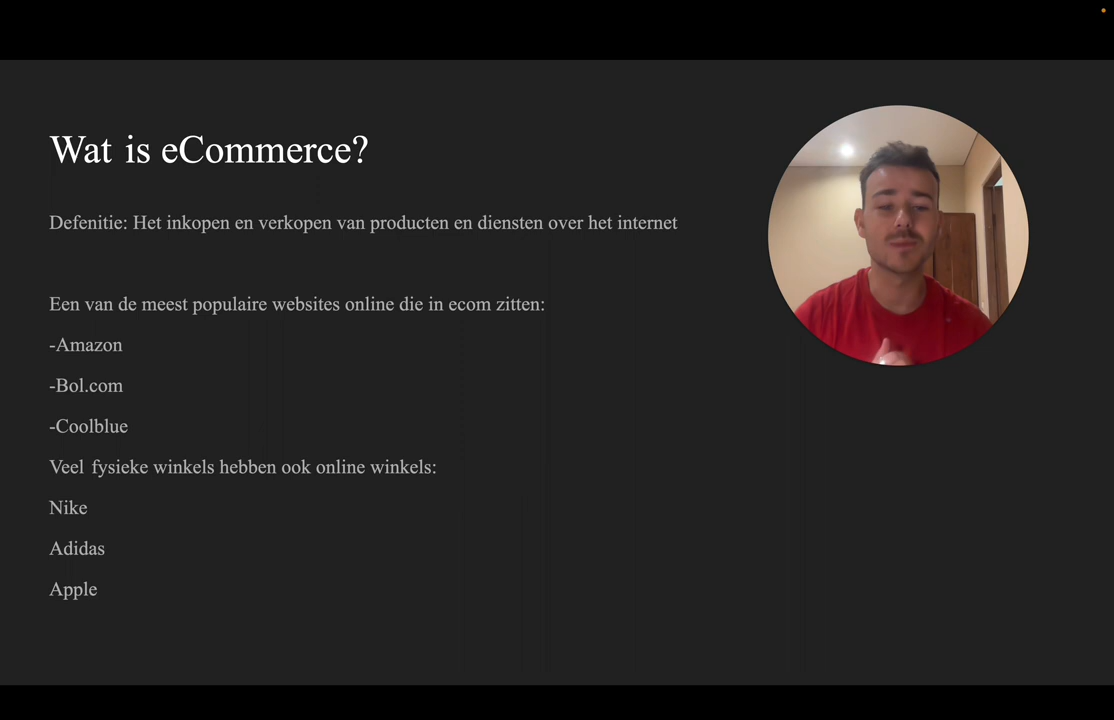 Wat is eCommerce?
Defenitie: Het inkopen en verkopen van producten en diensten over het internet
Een van de meest populaire websites online die in ecom zitten:
-Amazon
-Bol.com
-Coolblue
Veel fysieke winkels hebben ook online winkels:
Nike
Adidas
Apple